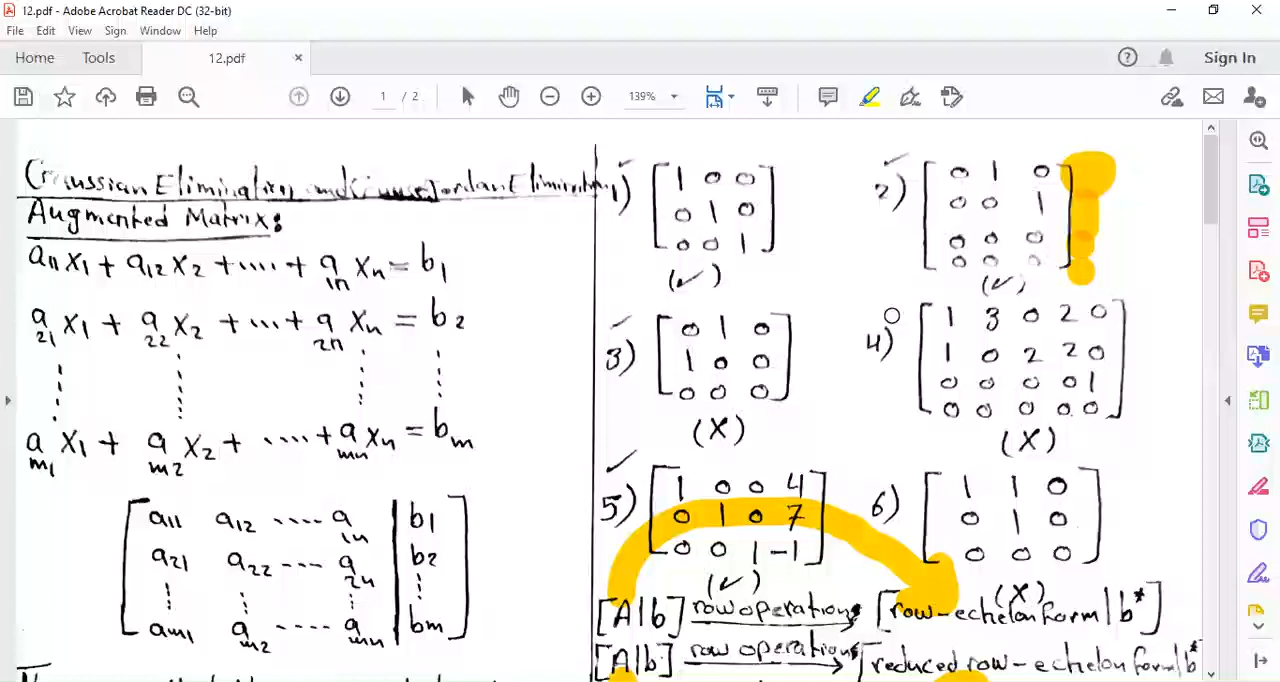 12.pdf - Adobe Acrobat Reader DC (32-bit)
File Edit View Sign Window Help
Home Tools 12.pdf × Sign In
1 / 2 139%
Gaussian Elimination and Gauss Jordan Elimination
Augmented Matrix:
a11 x1 + a12 x2 + .... + a1n xn = b1
a21 x1 + a22 x2 + ... + a2n xn = b2
am1 x1 + am2 x2 + .... + amn xn = bm
a11 a12 .... a1n | b1
a21 a22 ... a2n | b2
⋮ ⋮ ⋮ ⋮
am1 am2 .... amn | bm
1) [1 0 0
0 1 0
0 0 1]
(✓)
2) [0 1 0
0 0 1
0 0 0
0 0 0]
(✓)
3) [0 1 0
1 0 0
0 0 0]
(X)
4) [1 3 0 2 0
1 0 2 2 0
0 0 0 0 1
0 0 0 0 0]
(X)
5) [1 0 0 4
0 1 0 7
0 0 1 -1]
(✓)
6) [1 1 0
0 1 0
0 0 0]
(X)
[A|b] row operations → [row-echelon form | b*]
[A|b] row operations → [reduced row-echelon form | b*